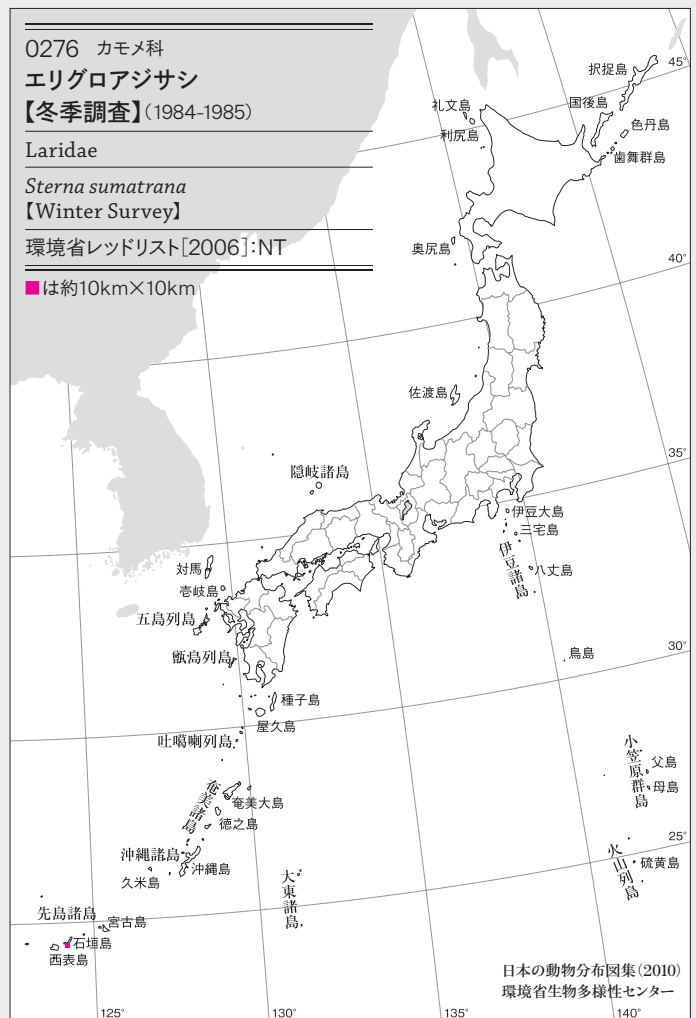 0276 カモメ科
エリグロアジサシ
【冬季調査】(1984-1985)
Laridae
Sterna sumatrana
【Winter Survey】
環境省レッドリスト[2006]:NT
■は約10km×10km
45°
択捉島
国後島
礼文島
色丹島
利尻島
歯舞群島
奥尻島
40°
佐渡島
35°
隠岐諸島
伊豆大島
三宅島
伊豆諸島
八丈島
対馬
壱岐島
五島列島
甑島列島
鳥島
30°
種子島
屋久島
吐噶喇列島
小笠原群島
父島
母島
奄美諸島
奄美大島
徳之島
25°
沖縄諸島
沖縄島
久米島
大東諸島
火山列島
硫黄島
先島諸島
宮古島
石垣島
西表島
日本の動物分布図集(2010)
環境省生物多様性センター
125°
130°
135°
140°